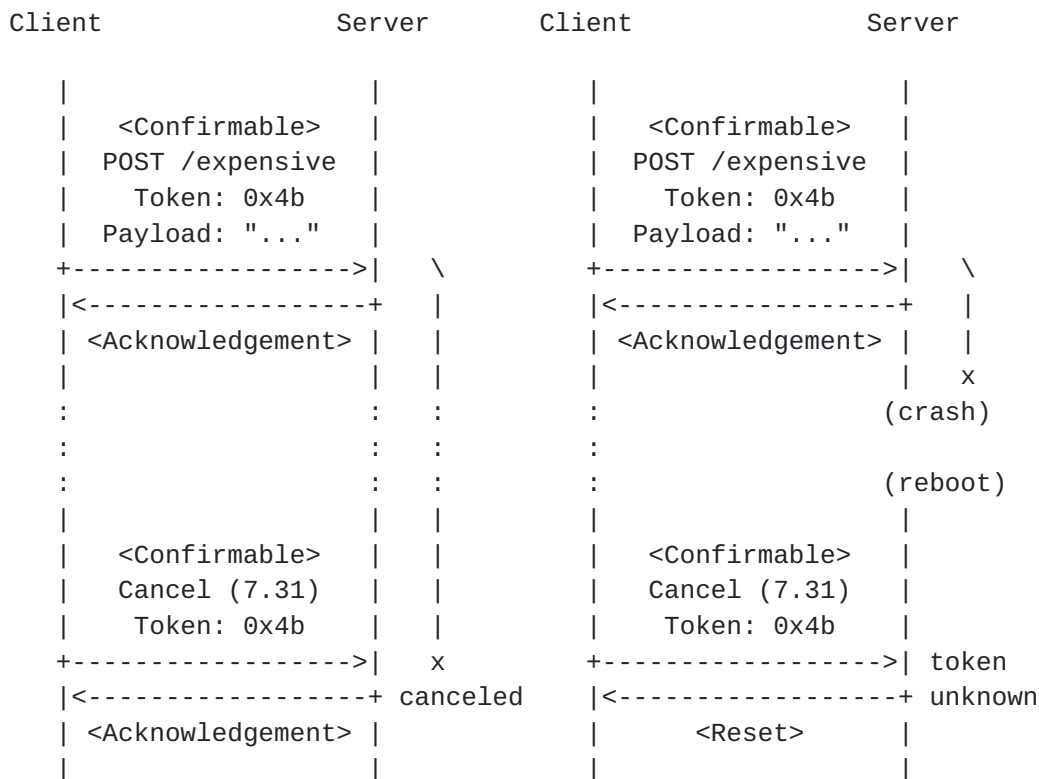 Client Server Client Server
<Confirmable> <Confirmable>
POST /expensive POST /expensive
Token: 0x4b Token: 0x4b
Payload: "..." Payload: "..."
<Acknowledgement> <Acknowledgement>
x
(crash)
(reboot)
<Confirmable> <Confirmable>
Cancel (7.31) Cancel (7.31)
Token: 0x4b Token: 0x4b
x token
canceled unknown
<Acknowledgement> <Reset>